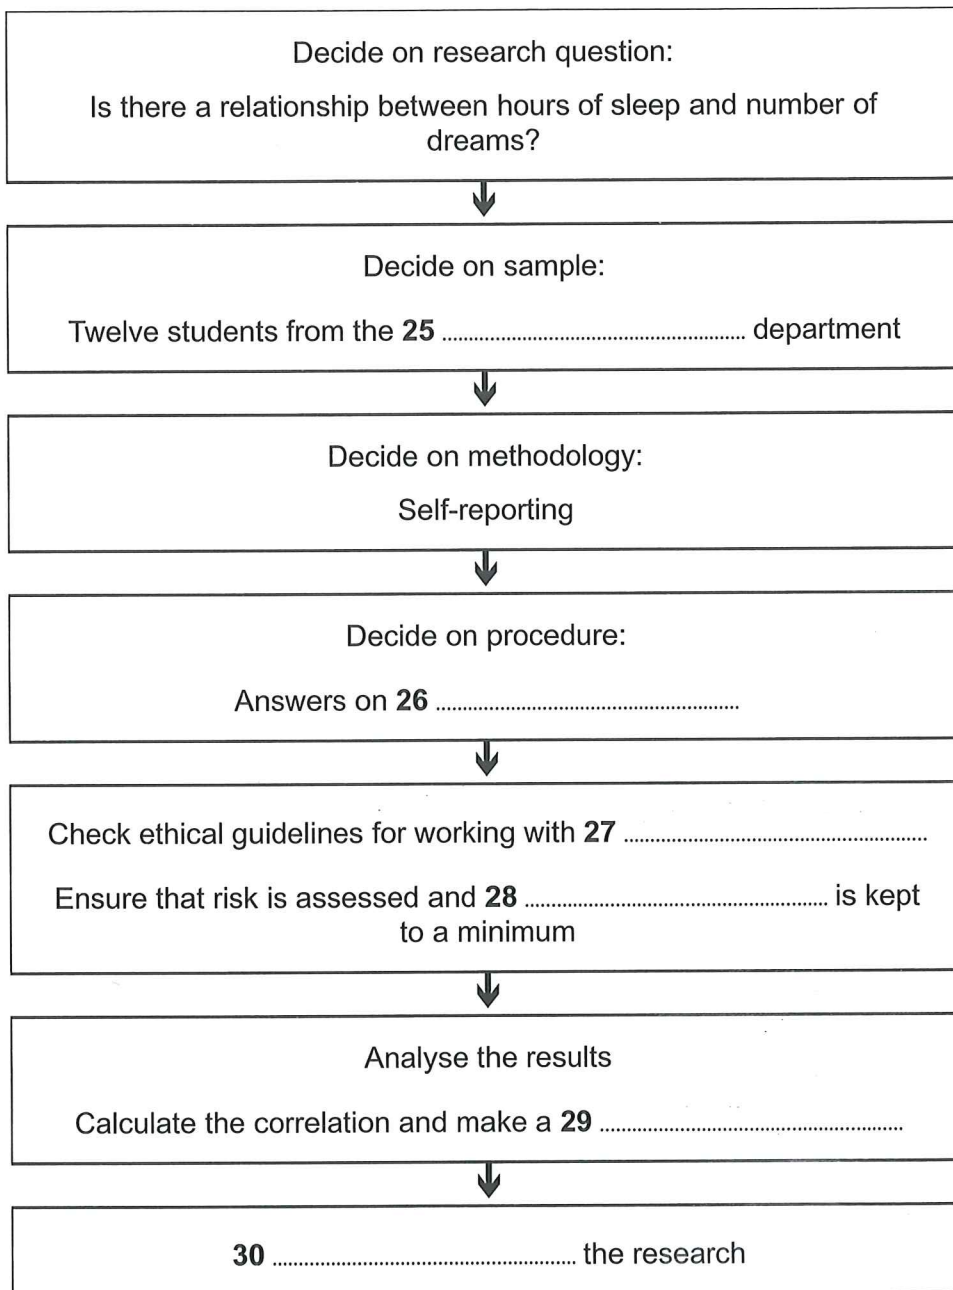 Decide on research question:
Is there a relationship between hours of sleep and number of
dreams?
Decide on sample:
Twelve students from the 25 .......................................................... department
Decide on methodology:
Self-reporting
Decide on procedure:
Answers on 26 ..........................................................
Check ethical guidelines for working with 27 ..........................................................
Ensure that risk is assessed and 28 .......................................................... is kept
to a minimum
Analyse the results
Calculate the correlation and make a 29 ..........................................................
30 .......................................................... the research